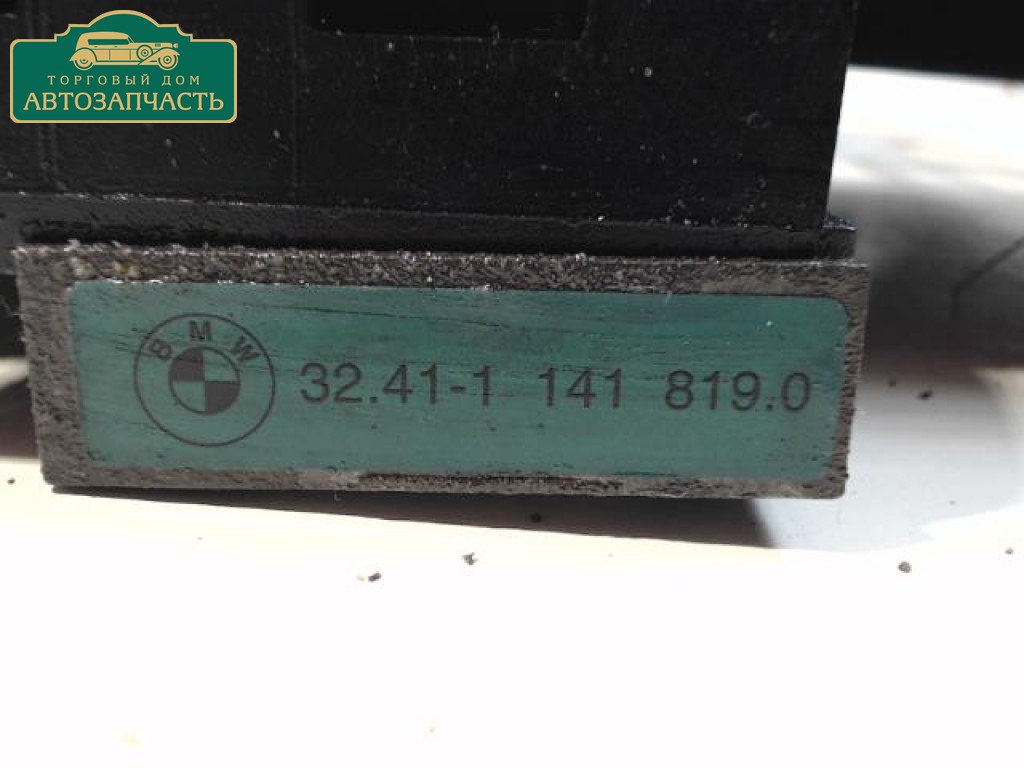 ТОРГОВЫЙ ДОМ
АВТОЗАПЧАСТЬ
BMW 32.41-1 141 819.0